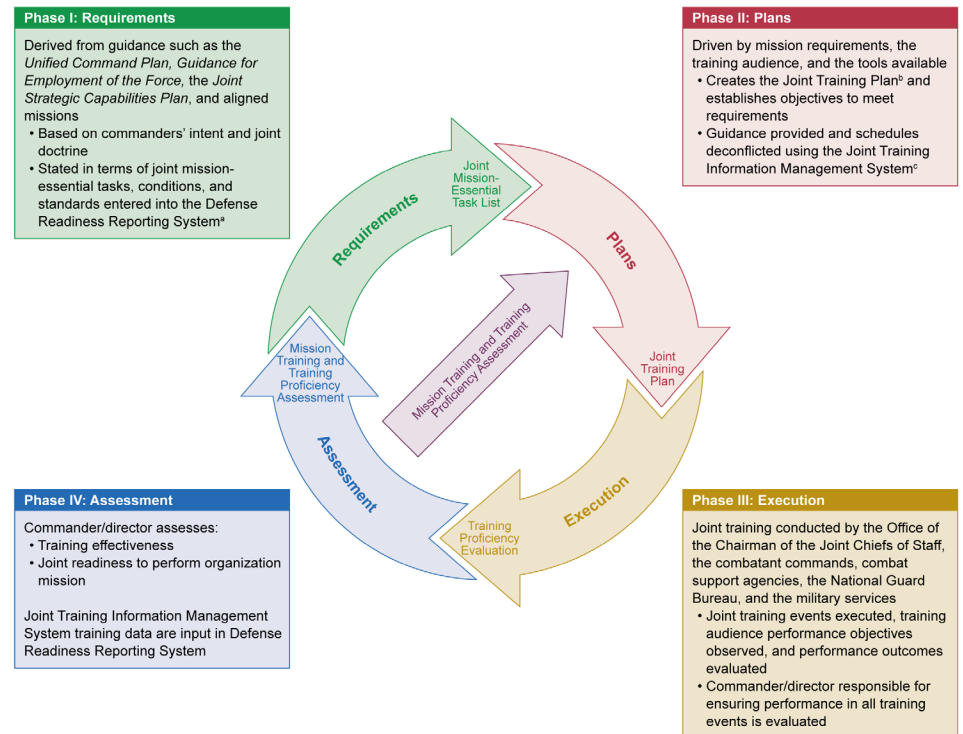 Phase I: Requirements
Derived from guidance such as the
Unified Command Plan, Guidance for
Employment of the Force, the Joint
Strategic Capabilities Plan, and aligned
missions
• Based on commanders' intent and joint
doctrine
• Stated in terms of joint mission-
essential tasks, conditions, and
standards entered into the Defense
Readiness Reporting Systemᵃ
Phase II: Plans
Driven by mission requirements, the
training audience, and the tools available
• Creates the Joint Training Planᵇ and
establishes objectives to meet
requirements
• Guidance provided and schedules
deconflicted using the Joint Training
Information Management Systemᶜ
Requirements
Joint
Mission-
Essential
Task List
Plans
Joint
Training
Plan
Mission Training and Training
Proficiency Assessment
Mission
Training and
Training
Proficiency
Assessment
Assessment
Training
Proficiency
Evaluation
Execution
Phase IV: Assessment
Commander/director assesses:
• Training effectiveness
• Joint readiness to perform organization
mission
Joint Training Information Management
System training data are input in Defense
Readiness Reporting System
Phase III: Execution
Joint training conducted by the Office of
the Chairman of the Joint Chiefs of Staff,
the combatant commands, combat
support agencies, the National Guard
Bureau, and the military services
• Joint training events executed, training
audience performance objectives
observed, and performance outcomes
evaluated
• Commander/director responsible for
ensuring performance in all training
events is evaluated